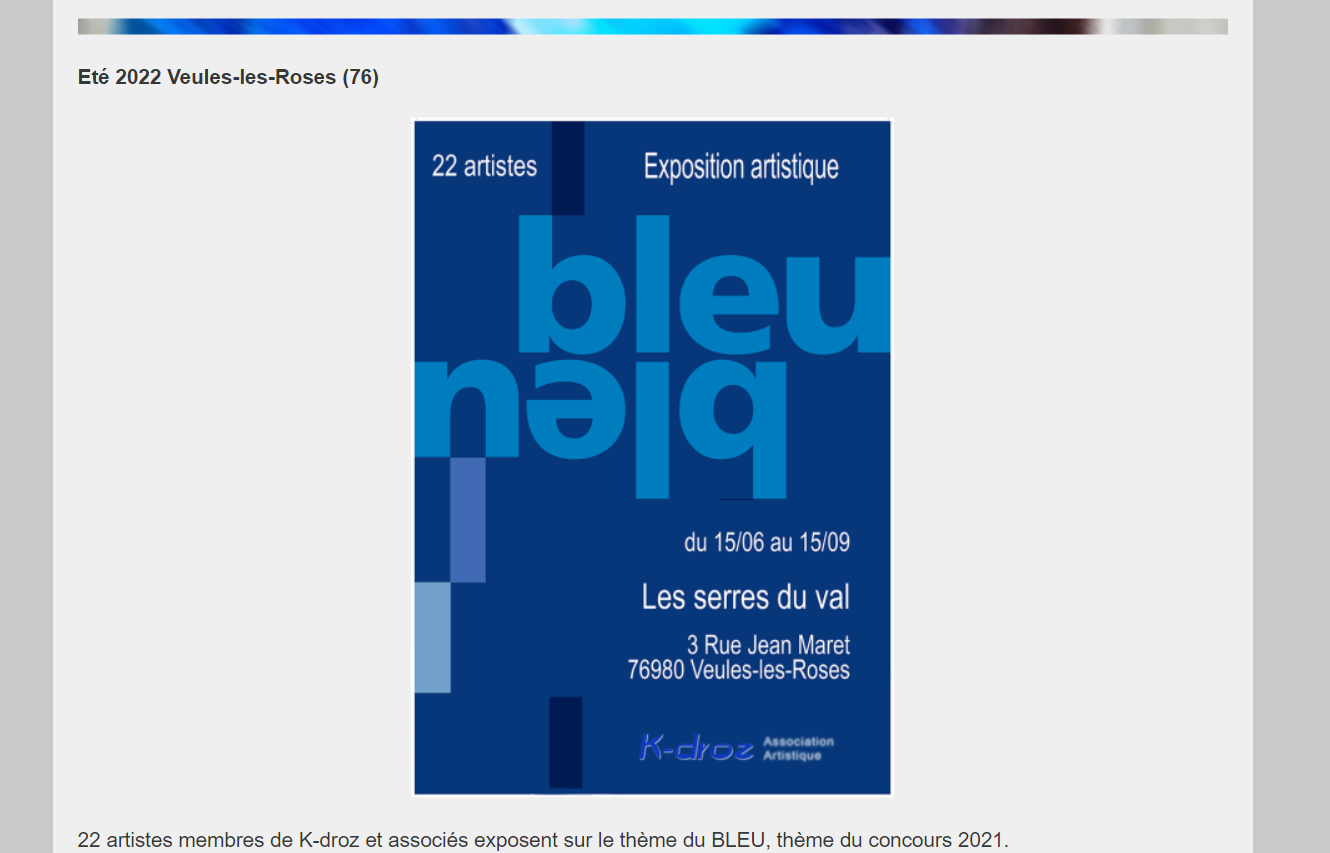 Eté 2022 Veules-les-Roses (76)
22 artistes
Exposition artistique
bleu
bleu
du 15/06 au 15/09
Les serres du val
3 Rue Jean Maret
76980 Veules-les-Roses
K-droz
Association
Artistique
22 artistes membres de K-droz et associés exposent sur le thème du BLEU, thème du concours 2021.